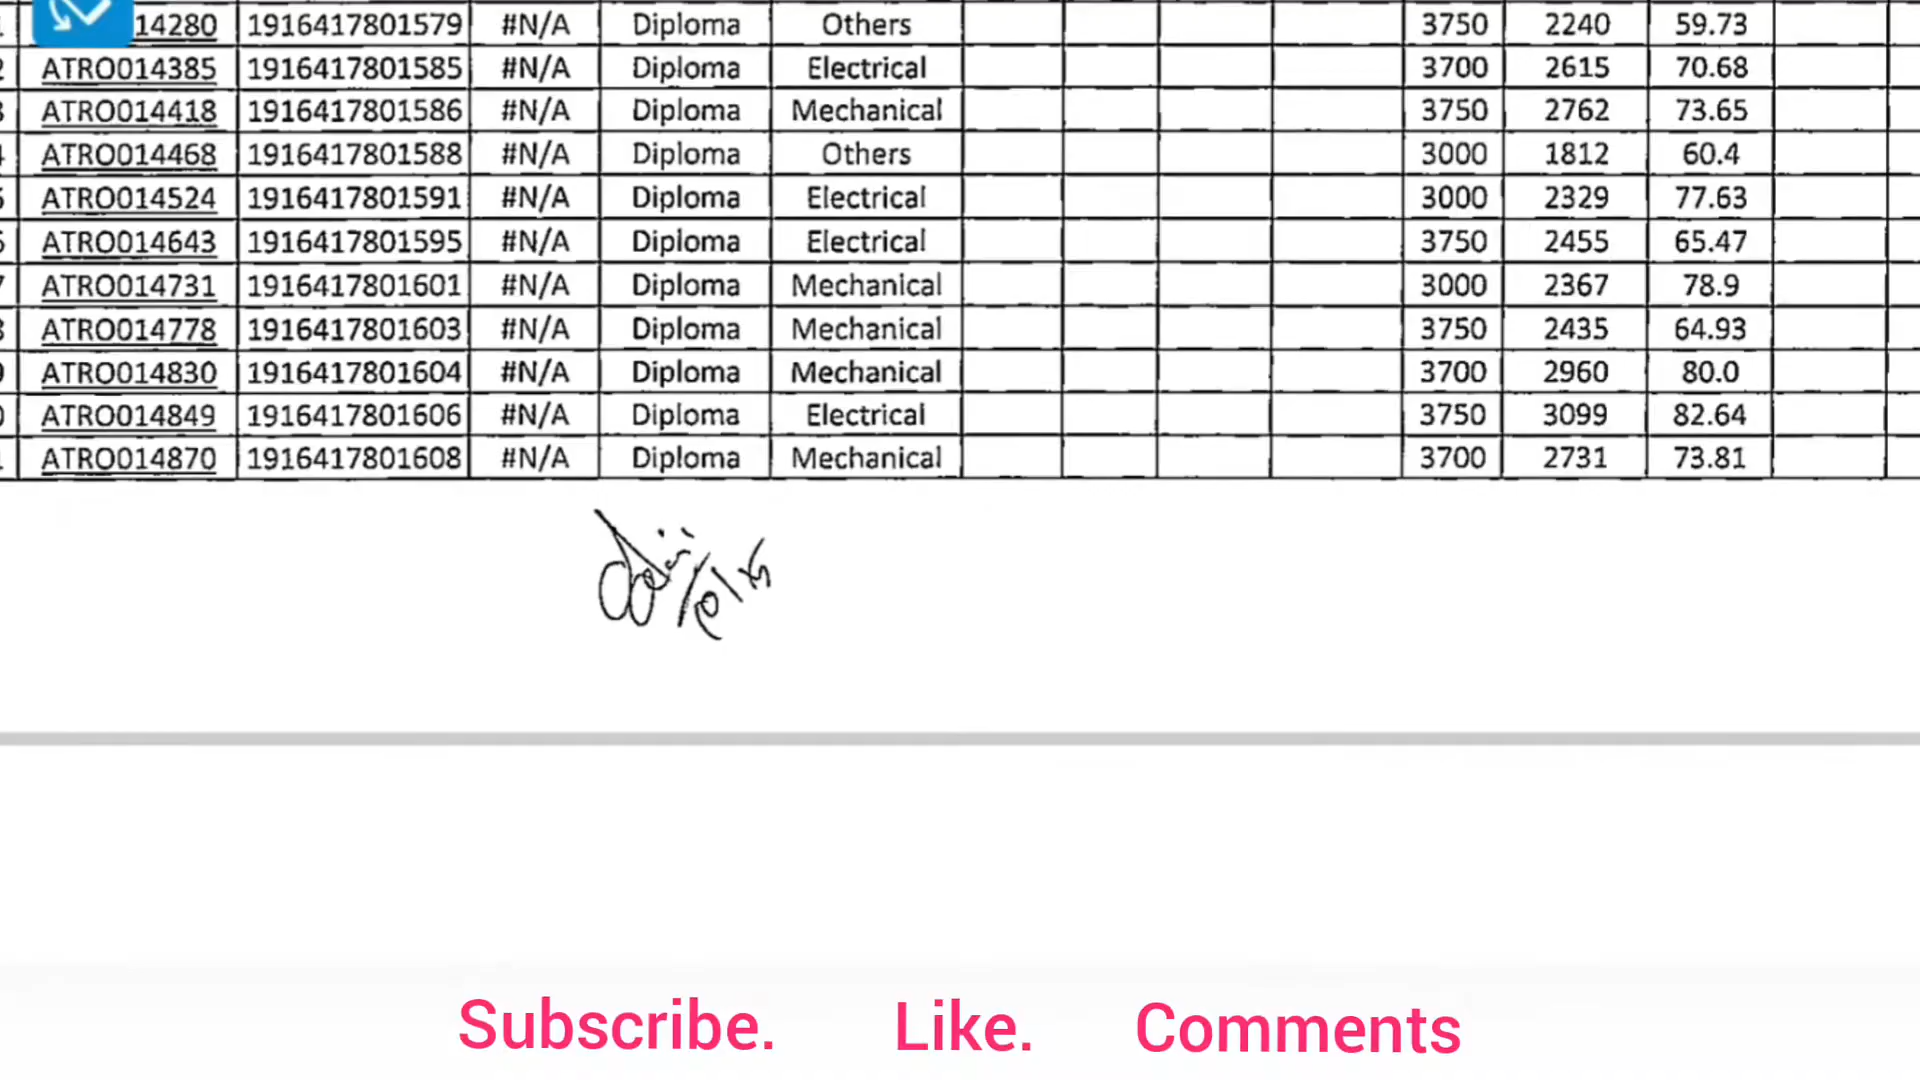 14280 1916417801579 #N/A Diploma Others 3750 2240 59.73
ATRO014385 1916417801585 #N/A Diploma Electrical 3700 2615 70.68
ATRO014418 1916417801586 #N/A Diploma Mechanical 3750 2762 73.65
ATRO014468 1916417801588 #N/A Diploma Others 3000 1812 60.4
ATRO014524 1916417801591 #N/A Diploma Electrical 3000 2329 77.63
ATRO014643 1916417801595 #N/A Diploma Electrical 3750 2455 65.47
ATRO014731 1916417801601 #N/A Diploma Mechanical 3000 2367 78.9
ATRO014778 1916417801603 #N/A Diploma Mechanical 3750 2435 64.93
ATRO014830 1916417801604 #N/A Diploma Mechanical 3700 2960 80.0
ATRO014849 1916417801606 #N/A Diploma Electrical 3750 3099 82.64
ATRO014870 1916417801608 #N/A Diploma Mechanical 3700 2731 73.81
Subscribe. Like. Comments